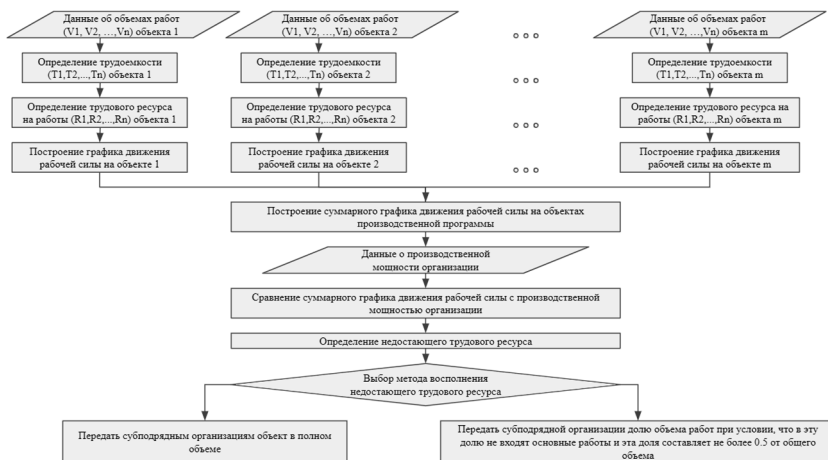 Данные об объемах работ
(V1, V2, …,Vn) объекта 1
Определение трудоемкости
(T1,T2,...,Tn) объекта 1
Определение трудового ресурса
на работы (R1,R2,...,Rn) объекта 1
Построение графика движения
рабочей силы на объекте 1
Данные об объемах работ
(V1, V2, …,Vn) объекта 2
Определение трудоемкости
(T1,T2,...,Tn) объекта 2
Определение трудового ресурса
на работы (R1,R2,...,Rn) объекта 2
Построение графика движения
рабочей силы на объекте 2
Данные об объемах работ
(V1, V2, …,Vn) объекта m
Определение трудоемкости
(T1,T2,...,Tn) объекта m
Определение трудового ресурса на
работы (R1,R2,...,Rn) объекта m
Построение графика движения
рабочей силы на объекте m
Построение суммарного графика движения рабочей силы на объектах
производственной программы
Данные о производственной
мощности организации
Сравнение суммарного графика движения рабочей силы с производственной
мощностью организации
Определение недостающего трудового ресурса
Выбор метода восполнения
недостающего трудового ресурса
Передать субподрядным организациям объект в полном
объеме
Передать субподрядной организации долю объема работ при условии, что в эту
долю не входят основные работы и эта доля составляет не более 0.5 от общего
объема